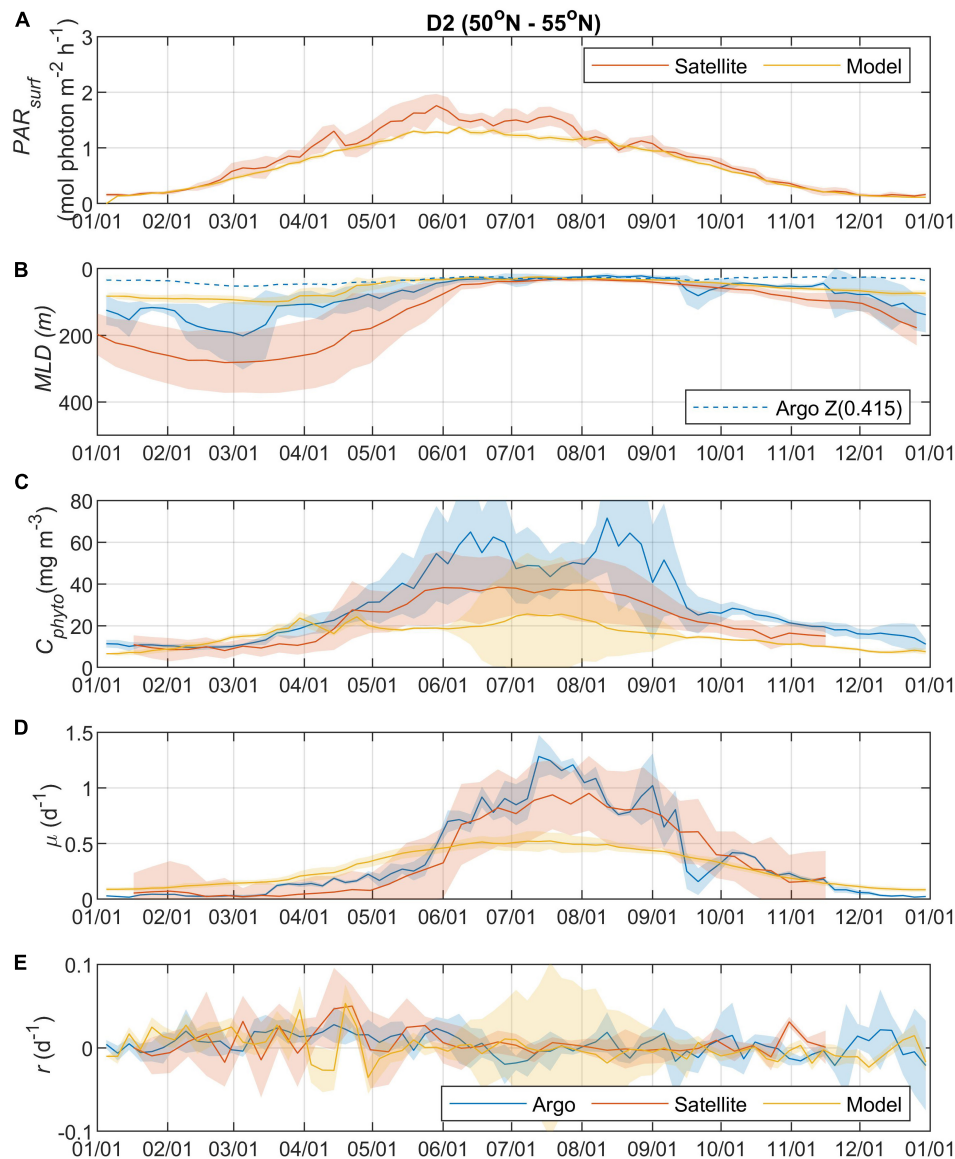 A
D2 (50°N - 55°N)
PAR_surf
(mol photon m⁻² h⁻¹)
3
2
1
0
Satellite
Model
01/01 02/01 03/01 04/01 05/01 06/01 07/01 08/01 09/01 10/01 11/01 12/01 01/01
B
MLD (m)
0
200
400
Argo Z(0.415)
01/01 02/01 03/01 04/01 05/01 06/01 07/01 08/01 09/01 10/01 11/01 12/01 01/01
C
C_phyto (mg m⁻³)
80
60
40
20
0
01/01 02/01 03/01 04/01 05/01 06/01 07/01 08/01 09/01 10/01 11/01 12/01 01/01
D
μ (d⁻¹)
1.5
1
0.5
0
01/01 02/01 03/01 04/01 05/01 06/01 07/01 08/01 09/01 10/01 11/01 12/01 01/01
E
r (d⁻¹)
0.1
0
-0.1
Argo
Satellite
Model
01/01 02/01 03/01 04/01 05/01 06/01 07/01 08/01 09/01 10/01 11/01 12/01 01/01